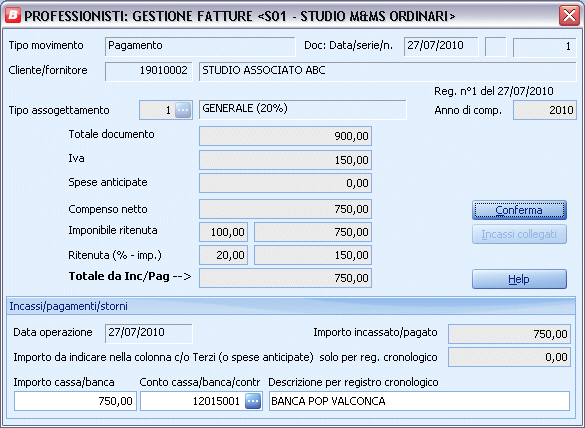 B PROFESSIONISTI: GESTIONE FATTURE <S01 - STUDIO M&MS ORDINARI>
Tipo movimento Pagamento Doc: Data/serie/n. 27/07/2010 1
Cliente/fornitore 19010002 STUDIO ASSOCIATO ABC
Reg. n°1 del 27/07/2010
Tipo assogettamento 1 ... GENERALE (20%) Anno di comp. 2010
Totale documento 900,00
Iva 150,00
Spese anticipate 0,00
Compenso netto 750,00 Conferma
Imponibile ritenuta 100,00 750,00 Incassi collegati
Ritenuta (% - imp.) 20,00 150,00
Totale da Inc/Pag --> 750,00 Help
Incassi/pagamenti/storni
Data operazione 27/07/2010 Importo incassato/pagato 750,00
Importo da indicare nella colonna c/o Terzi (o spese anticipate) solo per reg. cronologico 0,00
Importo cassa/banca Conto cassa/banca/contr Descrizione per registro cronologico
750,00 12015001 ... BANCA POP VALCONCA